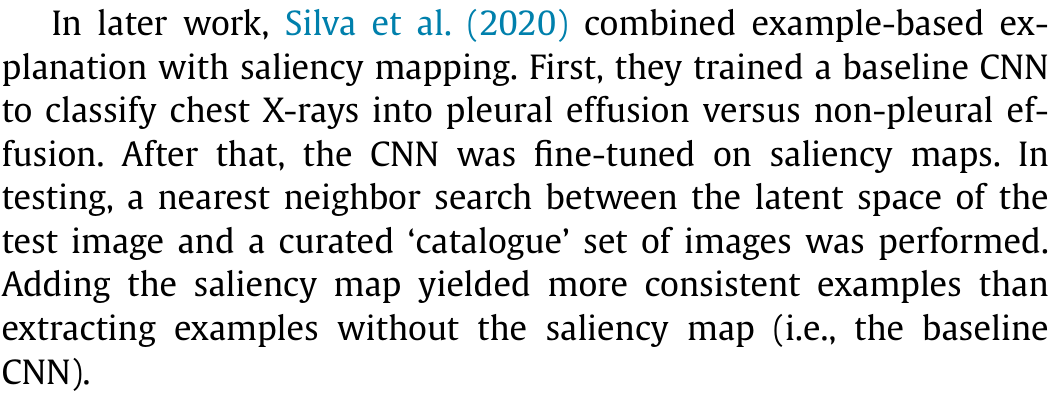 In later work, Silva et al. (2020) combined example-based ex-
planation with saliency mapping. First, they trained a baseline CNN
to classify chest X-rays into pleural effusion versus non-pleural ef-
fusion. After that, the CNN was fine-tuned on saliency maps. In
testing, a nearest neighbor search between the latent space of the
test image and a curated ‘catalogue’ set of images was performed.
Adding the saliency map yielded more consistent examples than
extracting examples without the saliency map (i.e., the baseline
CNN).